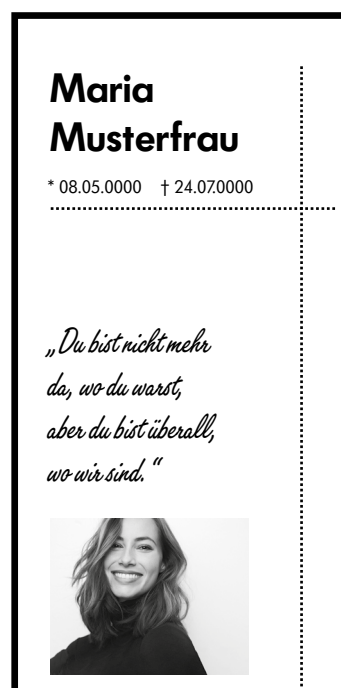 Maria
Musterfrau
* 08.05.0000 † 24.07.0000
„Du bist nicht mehr
da, wo du warst,
aber du bist überall,
wo wir sind.“